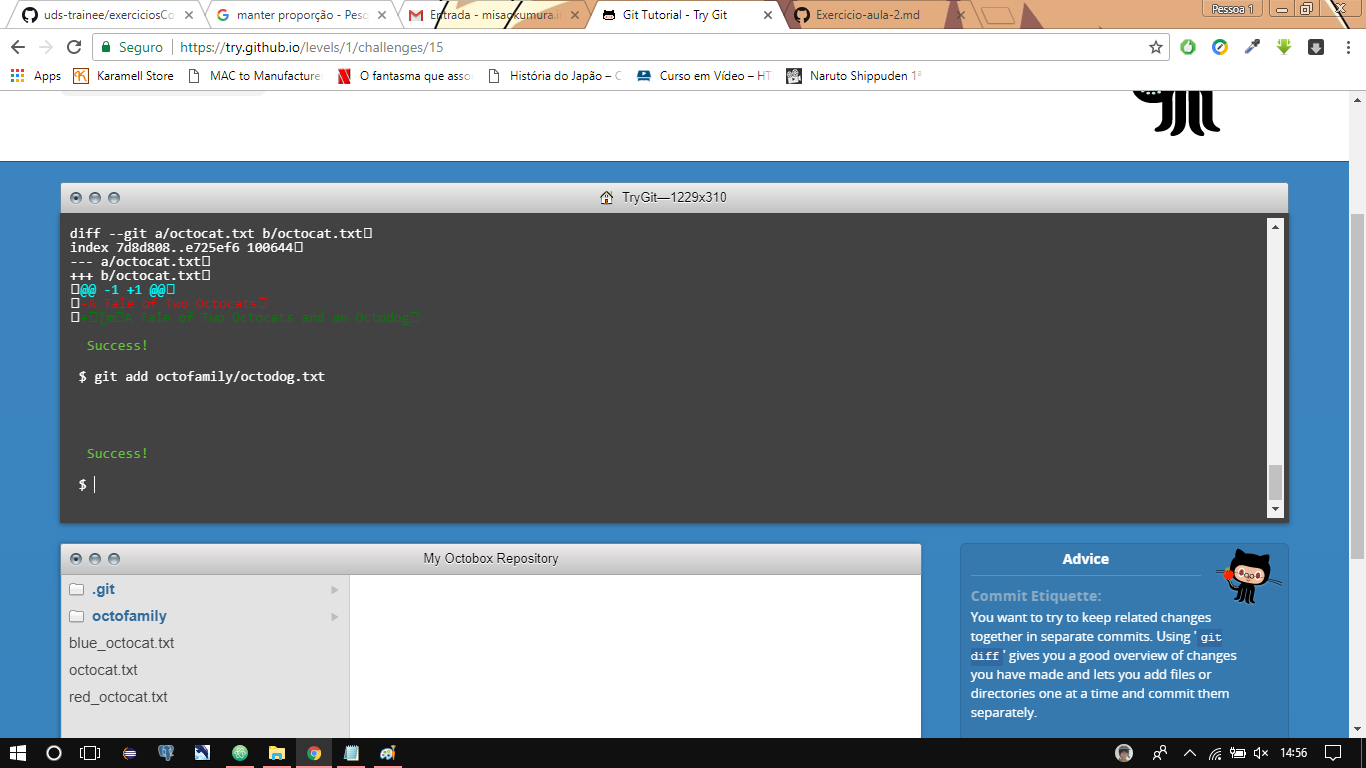 uds-trainee/exerciciosCo
manter proporção - Pesq
Entrada - misaokumura.in
Git Tutorial - Try Git
Exercicio-aula-2.md
Pessoa 1
Seguro
https://try.github.io/levels/1/challenges/15
Apps
Karamell Store
MAC to Manufacturer
O fantasma que asso
História do Japão – C
Curso em Vídeo – HT
Naruto Shippuden 1ª
TryGit—1229x310
diff --git a/octocat.txt b/octocat.txt
index 7d8d808..e725ef6 100644
--- a/octocat.txt
+++ b/octocat.txt
@@ -1 +1 @@
-A Tale of Two Octocats
+[mA Tale of Two Octocats and an Octodog
Success!
$ git add octofamily/octodog.txt
Success!
$
My Octobox Repository
.git
octofamily
blue_octocat.txt
octocat.txt
red_octocat.txt
Advice
Commit Etiquette:
You want to try to keep related changes
together in separate commits. Using 'git
diff' gives you a good overview of changes
you have made and lets you add files or
directories one at a time and commit them
separately.
14:56